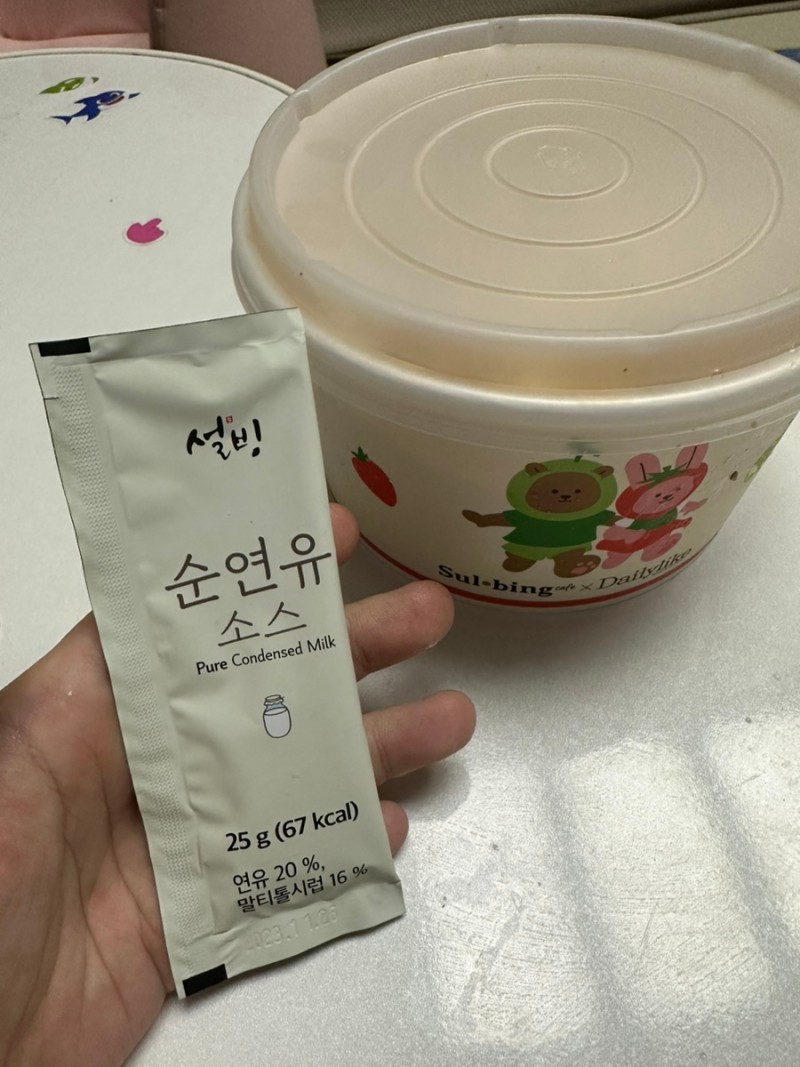 설빙
순연유
소스
Pure Condensed Milk
25 g (67 kcal)
연유 20 %,
말티톨시럽 16 %
Sul·bing cafe × Dailylike